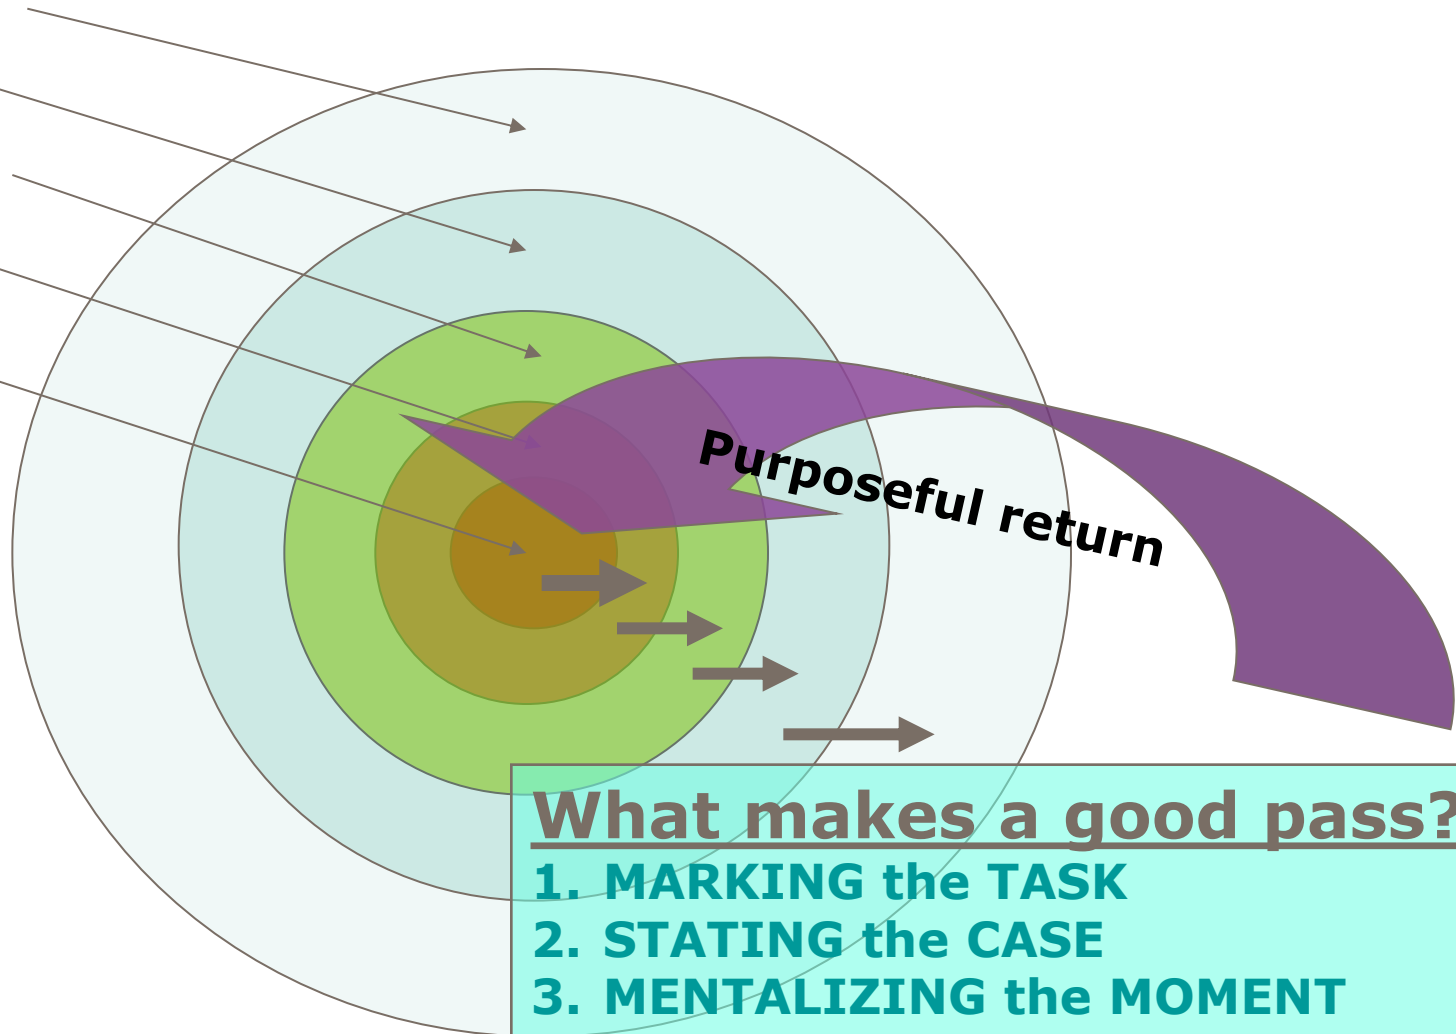 Purposeful return
What makes a good pass?
1. MARKING the TASK
2. STATING the CASE
3. MENTALIZING the MOMENT